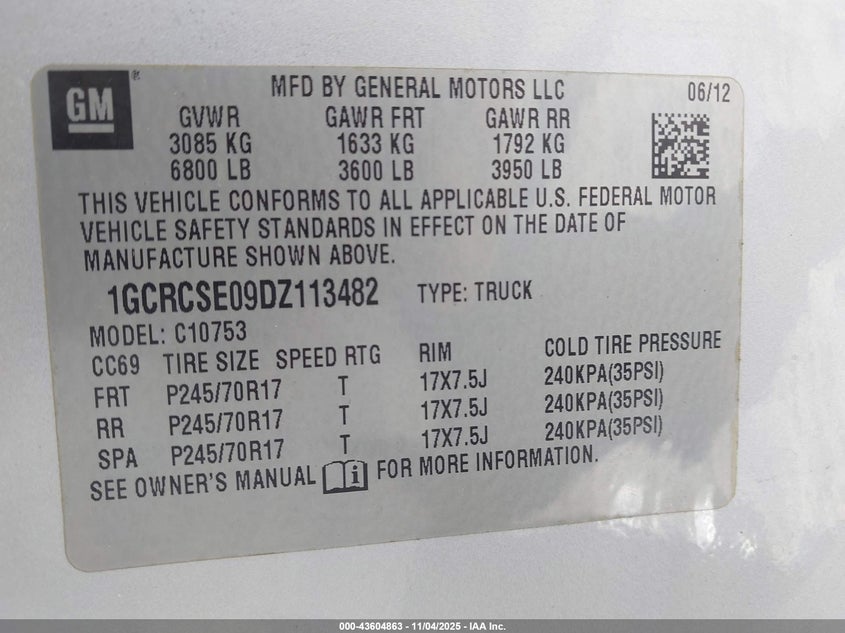 GM ®
MFD BY GENERAL MOTORS LLC 06/12
GVWR GAWR FRT GAWR RR
3085 KG 1633 KG 1792 KG
6800 LB 3600 LB 3950 LB
THIS VEHICLE CONFORMS TO ALL APPLICABLE U.S. FEDERAL MOTOR
VEHICLE SAFETY STANDARDS IN EFFECT ON THE DATE OF
MANUFACTURE SHOWN ABOVE.
1GCRCSE09DZ113482 TYPE: TRUCK
MODEL: C10753
CC69 TIRE SIZE SPEED RTG RIM COLD TIRE PRESSURE
FRT P245/70R17 T 17X7.5J 240KPA(35PSI)
RR P245/70R17 T 17X7.5J 240KPA(35PSI)
SPA P245/70R17 T 17X7.5J 240KPA(35PSI)
SEE OWNER'S MANUAL i FOR MORE INFORMATION.
000-43604863 - 11/04/2025 - IAA Inc.